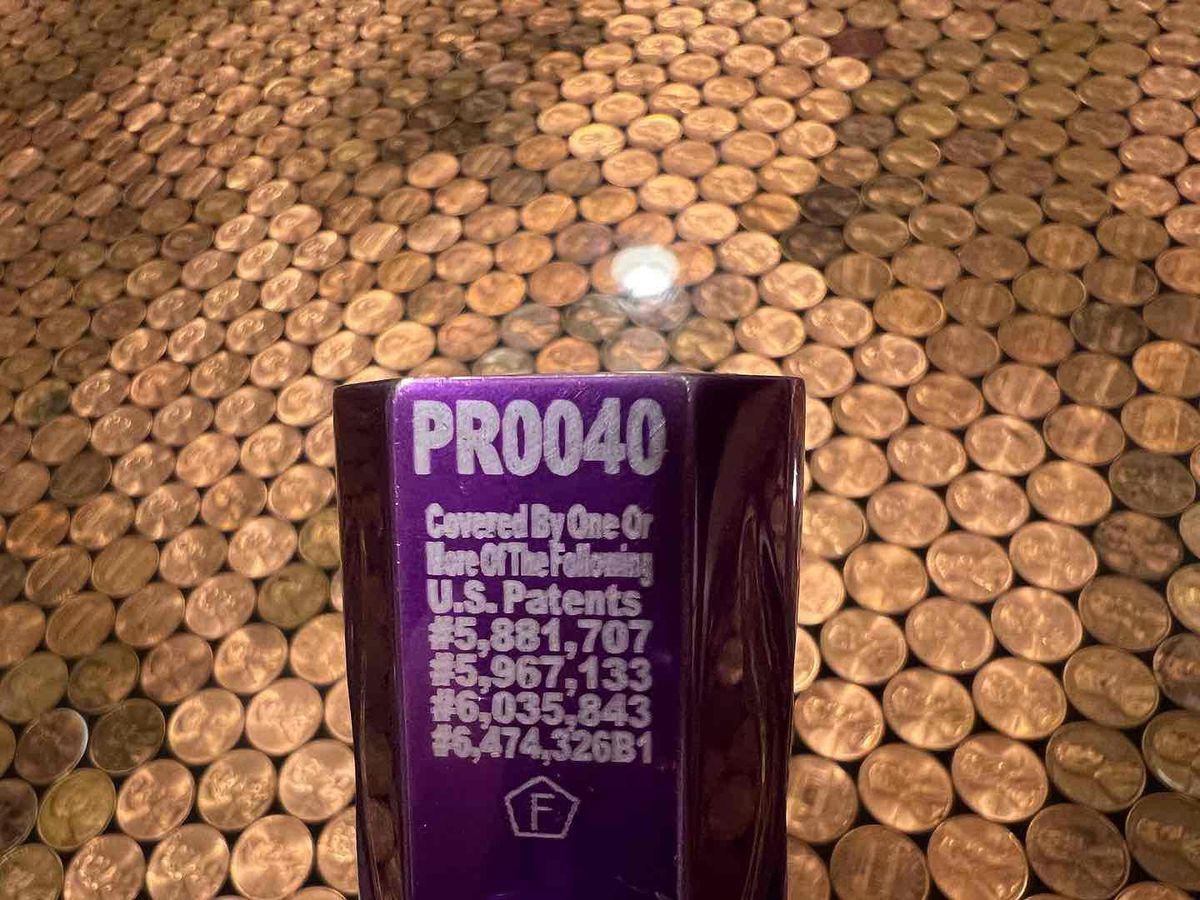 PR0040
Covered By One Or
More Of The Following
U.S. Patents
#5,881,707
#5,967,133
#6,035,843
#6,474,326B1
F